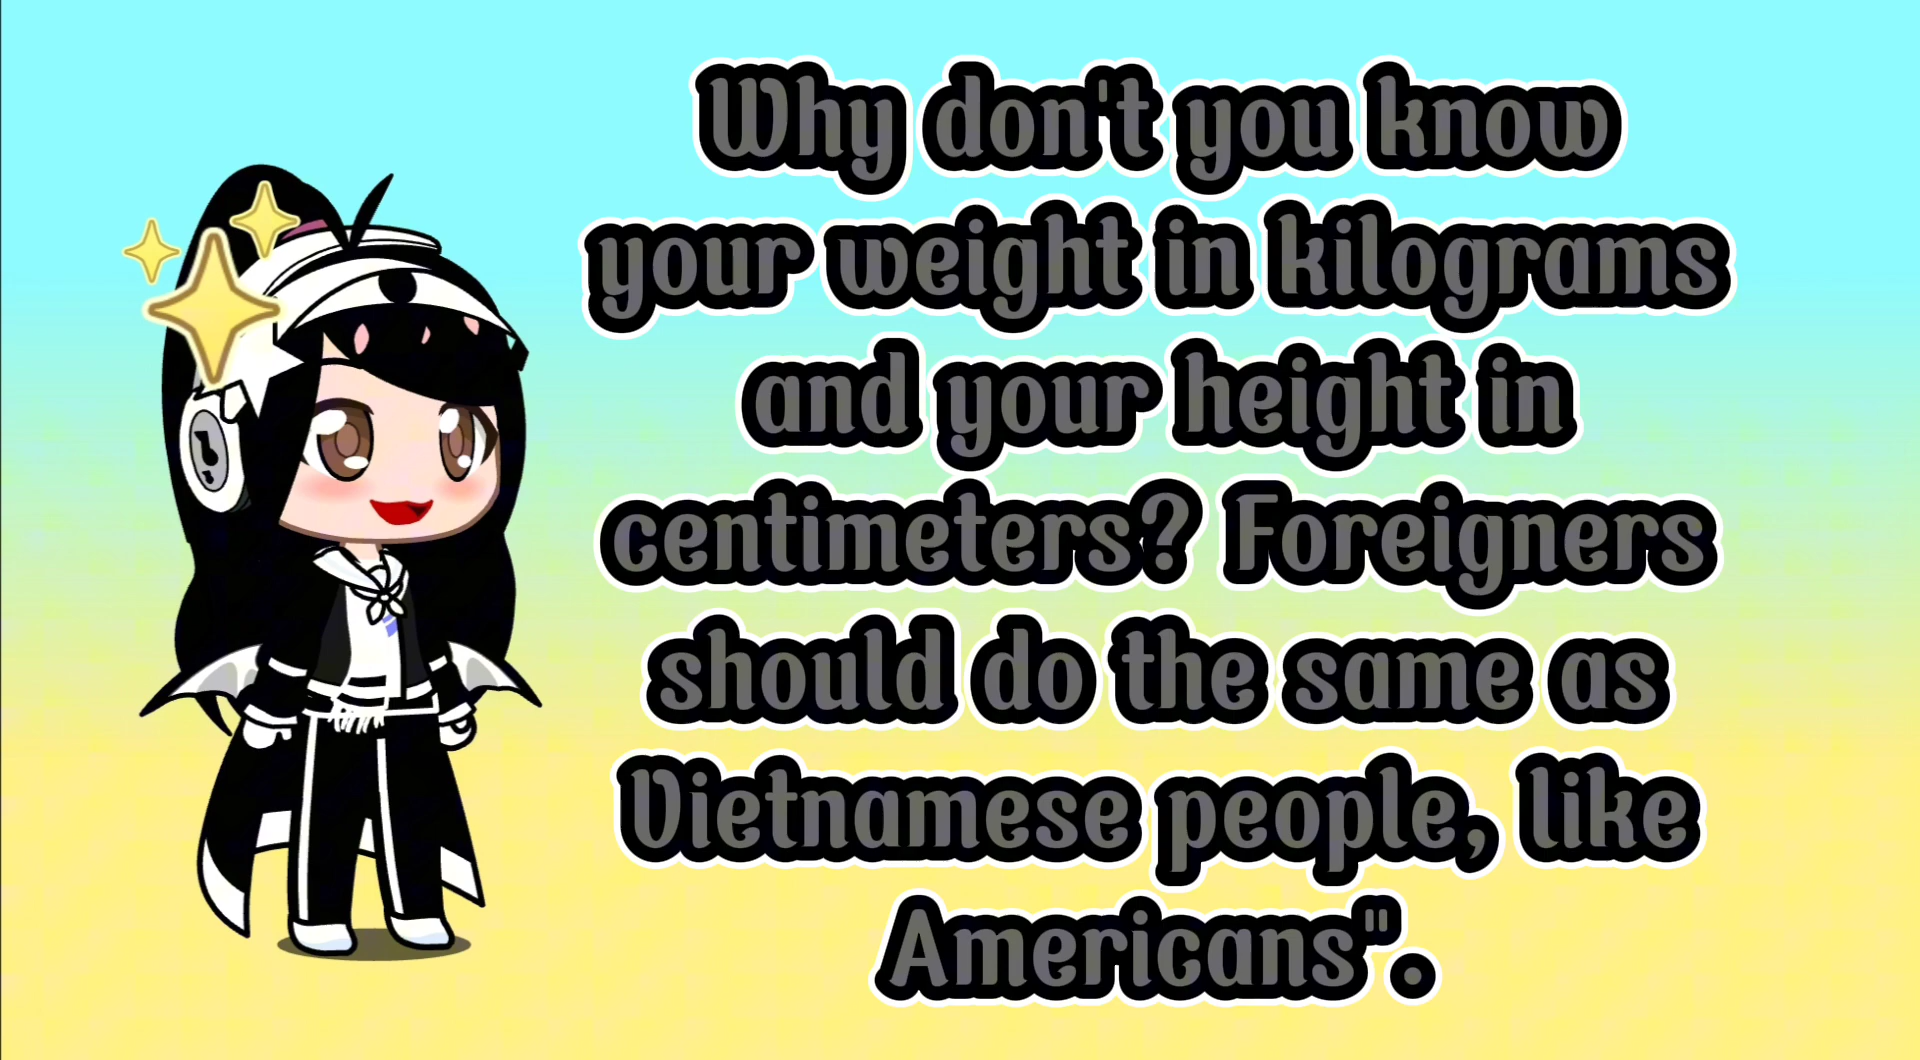 Why don't you know
your weight in kilograms
and your height in
centimeters? Foreigners
should do the same as
Vietnamese people, like
Americans".